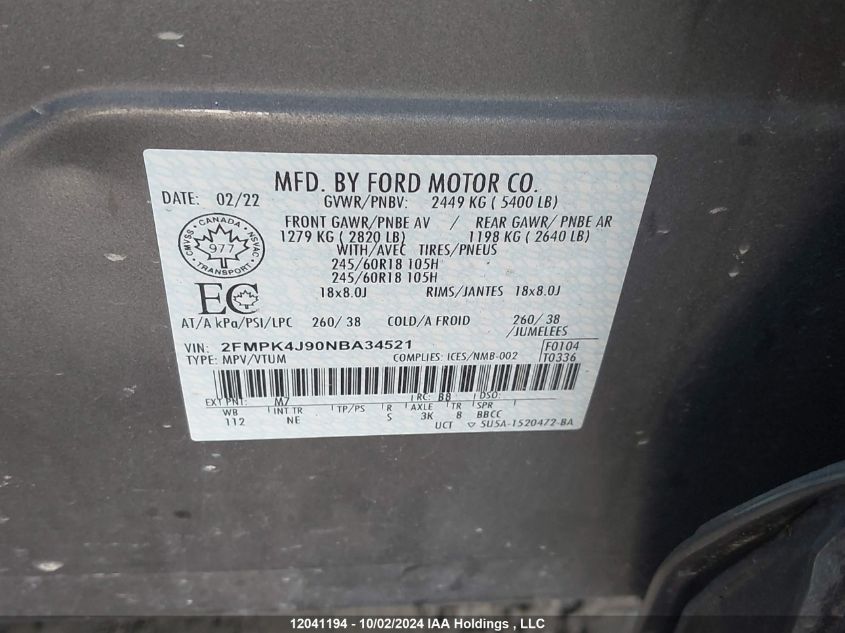 MFD. BY FORD MOTOR CO.
DATE: 02/22 GVWR/PNBV: 2449 KG ( 5400 LB)
FRONT GAWR/PNBE AV / REAR GAWR/ PNBE AR
1279 KG ( 2820 LB) 1198 KG ( 2640 LB)
WITH/AVEC TIRES/PNEUS
245/60R18 105H
245/60R18 105H
18x8.0J RIMS/JANTES 18x8.0J
CANADA
CMVSS NSVAC
977
TRANSPORT
EC
AT/A kPa/PSI/LPC 260/ 38 COLD/A FROID 260/ 38
/JUMELEES
VIN: 2FMPK4J90NBA34521 F0104
TYPE: MPV/VTUM COMPLIES: ICES/NMB-002 T0336
EXT PNT: M7 RC: B8 DSO:
WB INT TR TP/PS R AXLE TR SPR
112 NE S 3K 8 BBCC
UCT SU5A-1520472-BA
12041194 - 10/02/2024 IAA Holdings , LLC